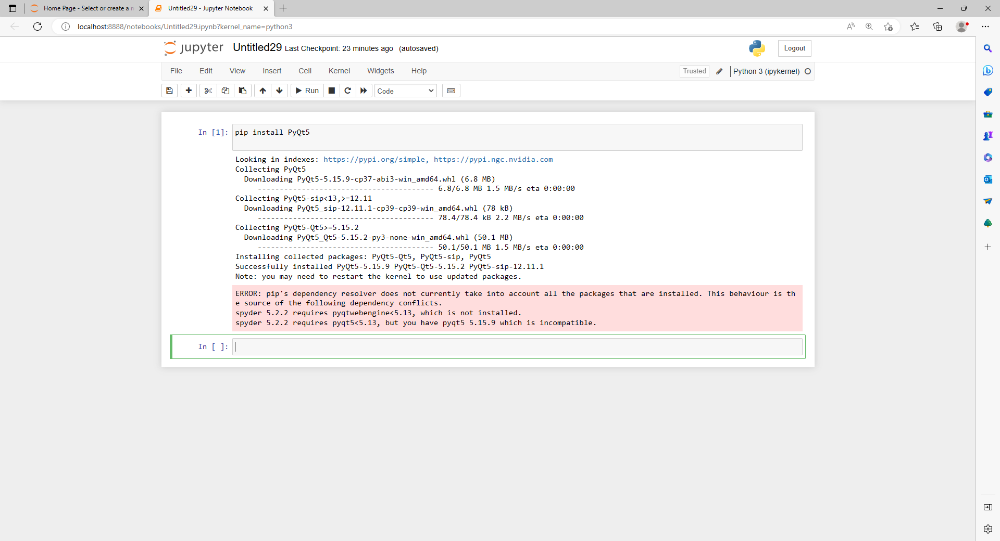 Home Page - Select or create a n
Untitled29 - Jupyter Notebook
localhost:8888/notebooks/Untitled29.ipynb?kernel_name=python3
jupyter Untitled29 Last Checkpoint: 23 minutes ago (autosaved)
Logout
File Edit View Insert Cell Kernel Widgets Help
Trusted Python 3 (ipykernel)
Run Code
In [1]: pip install PyQt5
Looking in indexes: https://pypi.org/simple, https://pypi.ngc.nvidia.com
Collecting PyQt5
  Downloading PyQt5-5.15.9-cp37-abi3-win_amd64.whl (6.8 MB)
     ---------------------------------------- 6.8/6.8 MB 1.5 MB/s eta 0:00:00
Collecting PyQt5-sip<13,>=12.11
  Downloading PyQt5_sip-12.11.1-cp39-cp39-win_amd64.whl (78 kB)
     ---------------------------------------- 78.4/78.4 kB 2.2 MB/s eta 0:00:00
Collecting PyQt5-Qt5>=5.15.2
  Downloading PyQt5_Qt5-5.15.2-py3-none-win_amd64.whl (50.1 MB)
     ---------------------------------------- 50.1/50.1 MB 1.5 MB/s eta 0:00:00
Installing collected packages: PyQt5-Qt5, PyQt5-sip, PyQt5
Successfully installed PyQt5-5.15.9 PyQt5-Qt5-5.15.2 PyQt5-sip-12.11.1
Note: you may need to restart the kernel to use updated packages.
ERROR: pip's dependency resolver does not currently take into account all the packages that are installed. This behaviour is th
e source of the following dependency conflicts.
spyder 5.2.2 requires pyqtwebengine<5.13, which is not installed.
spyder 5.2.2 requires pyqt5<5.13, but you have pyqt5 5.15.9 which is incompatible.
In [ ]: